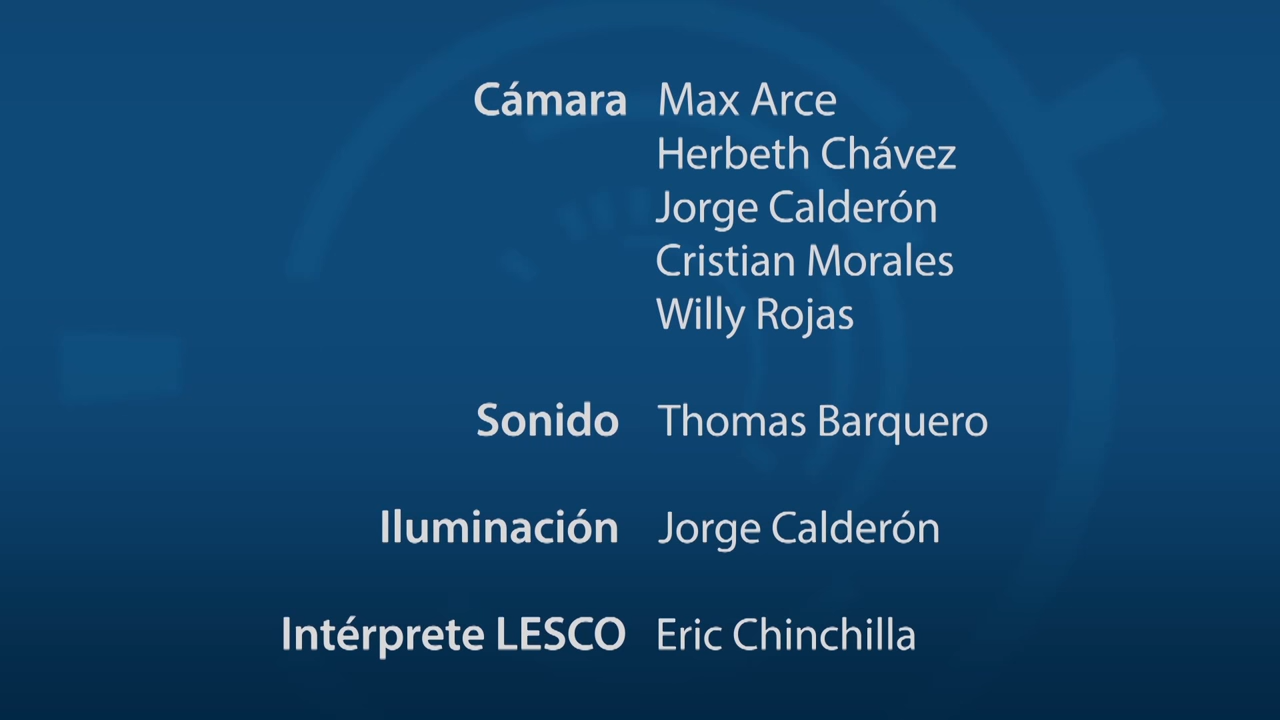 Cámara Max Arce
Herbeth Chávez
Jorge Calderón
Cristian Morales
Willy Rojas
Sonido Thomas Barquero
Iluminación Jorge Calderón
Intérprete LESCO Eric Chinchilla